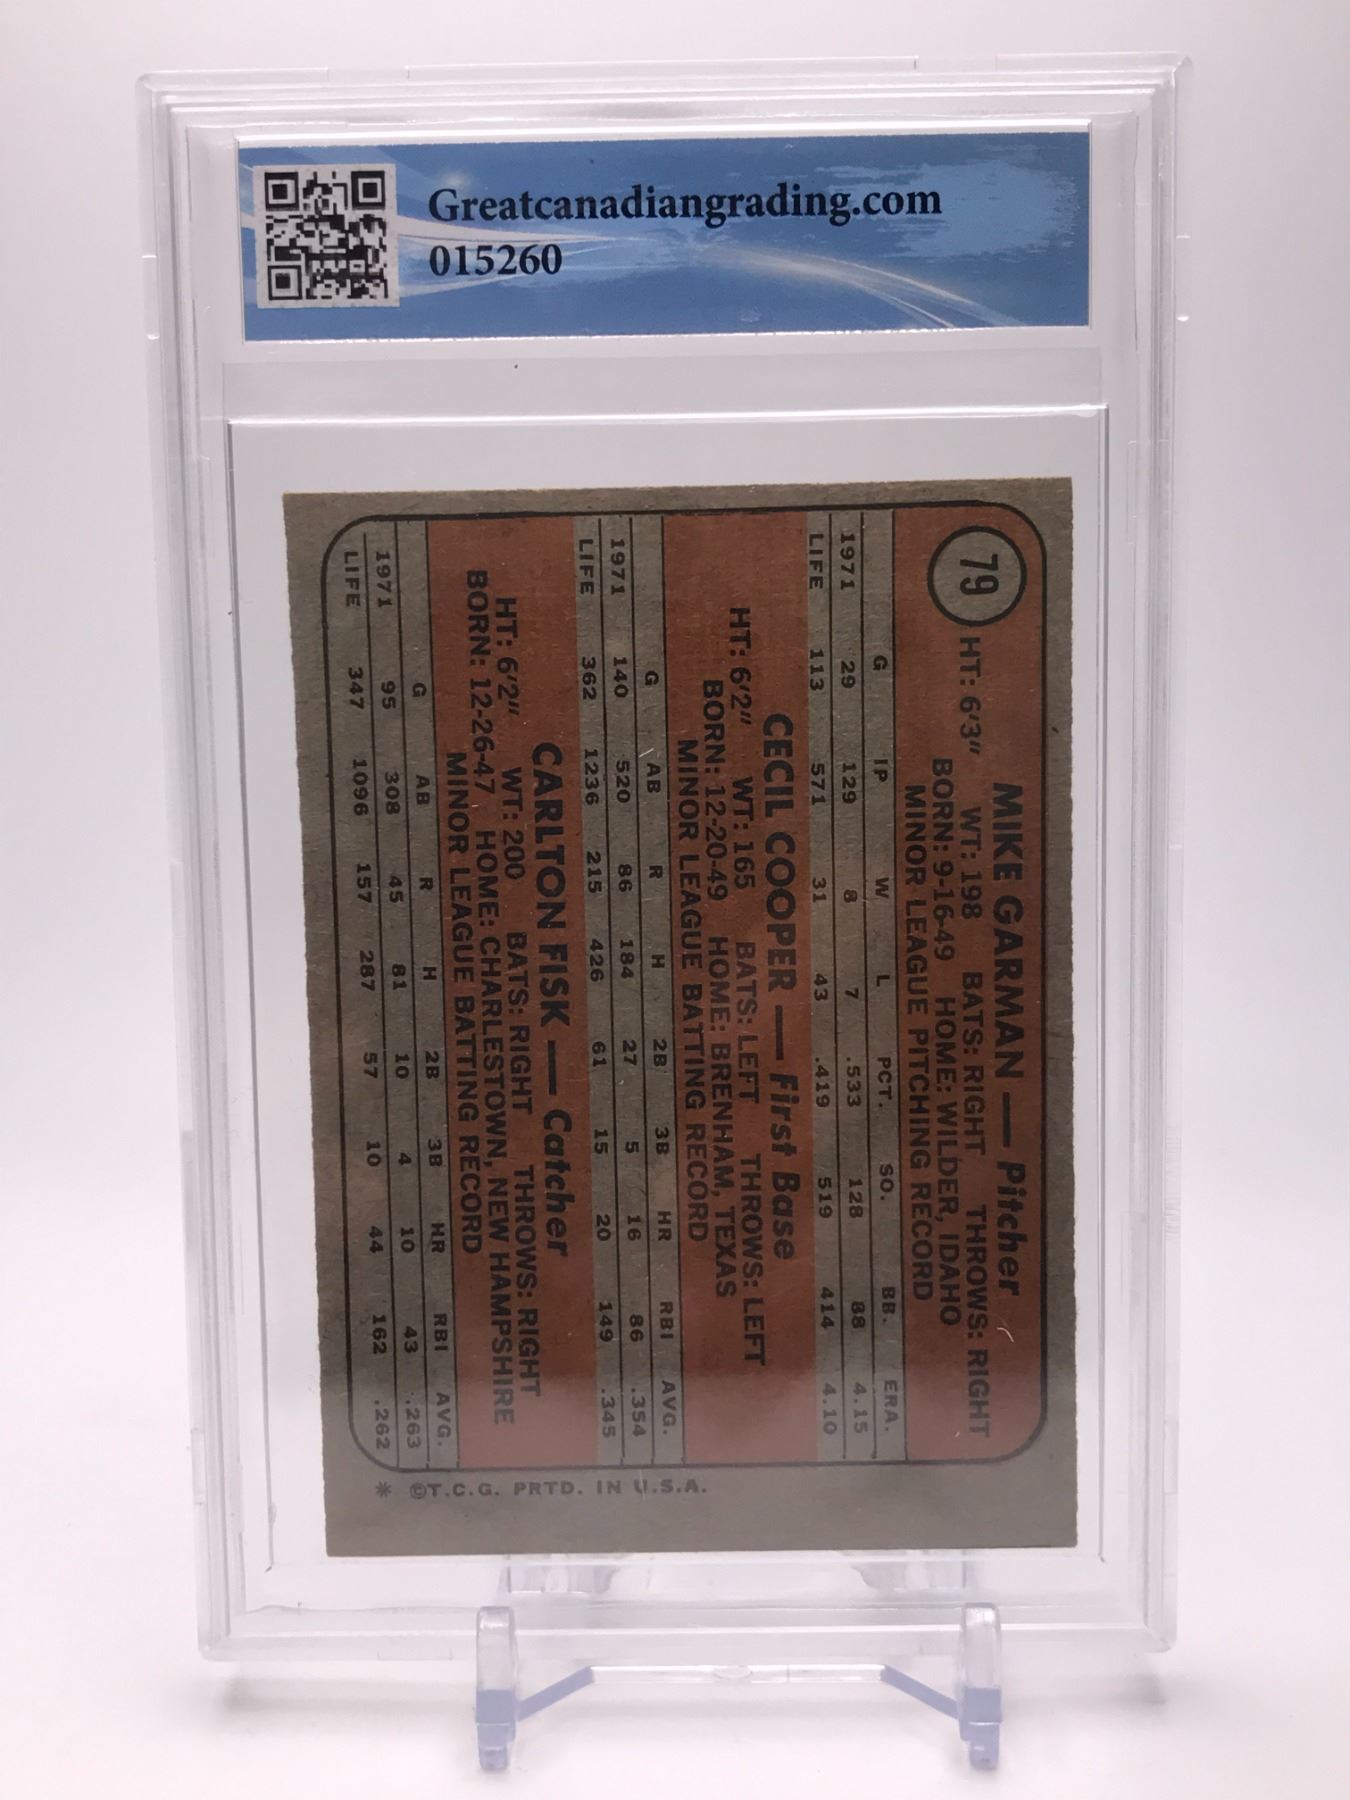 Greatcanadiangrading.com
015260
79
MIKE GARMAN — Pitcher
HT: 6'3" WT: 198 BATS: RIGHT THROWS: RIGHT
BORN: 9-16-49 HOME: WILDER, IDAHO
MINOR LEAGUE PITCHING RECORD
G IP W L PCT. SO. BB. ERA.
1971 29 129 8 7 .533 128 88 4.15
LIFE 113 571 31 43 .419 519 414 4.10
CECIL COOPER — First Base
HT: 6'2" WT: 165 BATS: LEFT THROWS: LEFT
BORN: 12-20-49 HOME: BRENHAM, TEXAS
MINOR LEAGUE BATTING RECORD
G AB R H 2B 3B HR RBI AVG.
1971 140 520 86 184 27 5 16 86 .354
LIFE 362 1236 215 426 61 15 20 149 .345
CARLTON FISK — Catcher
HT: 6'2" WT: 200 BATS: RIGHT THROWS: RIGHT
BORN: 12-26-47 HOME: CHARLESTOWN, NEW HAMPSHIRE
MINOR LEAGUE BATTING RECORD
G AB R H 2B 3B HR RBI AVG.
1971 95 308 45 81 10 4 10 43 .263
LIFE 347 1096 157 287 57 10 44 162 .262
* ©T.C.G. PRTD. IN U.S.A.